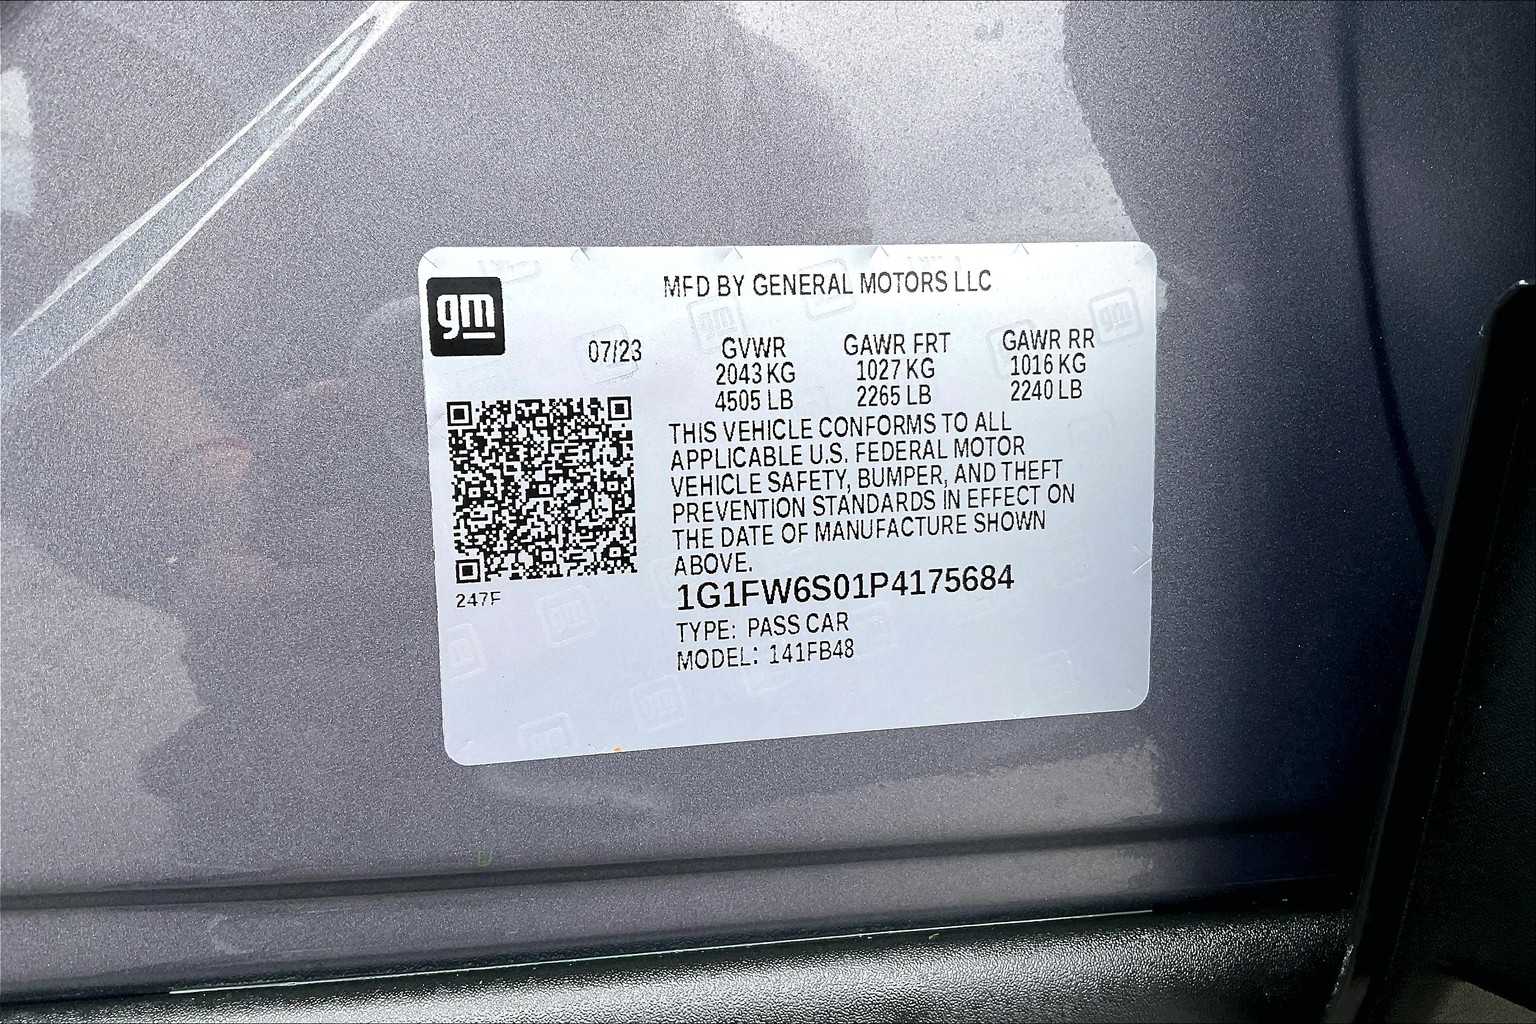 gm
MFD BY GENERAL MOTORS LLC
07/23
GVWR GAWR FRT GAWR RR
2043 KG 1027 KG 1016 KG
4505 LB 2265 LB 2240 LB
THIS VEHICLE CONFORMS TO ALL
APPLICABLE U.S. FEDERAL MOTOR
VEHICLE SAFETY, BUMPER, AND THEFT
PREVENTION STANDARDS IN EFFECT ON
THE DATE OF MANUFACTURE SHOWN
ABOVE.
247F
1G1FW6S01P4175684
TYPE: PASS CAR
MODEL: 141FB48